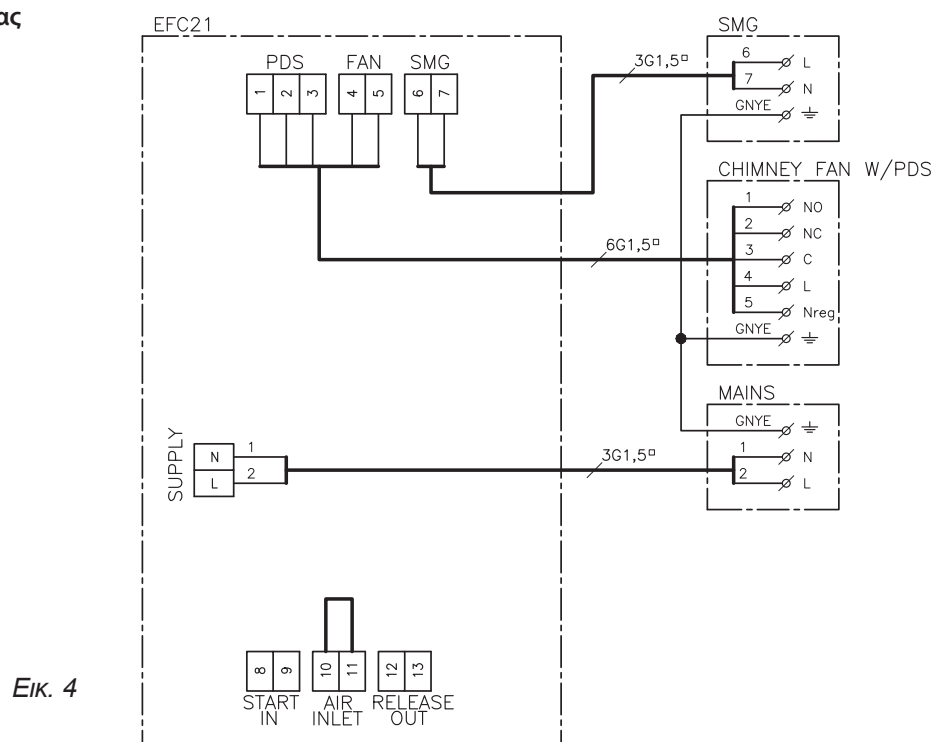 ας
EFC21
PDS FAN SMG
1 2 3 4 5 6 7
3G1,5▫
SMG
6 L
7 N
GNYE
CHIMNEY FAN W/PDS
1 NO
2 NC
3 C
4 L
5 Nreg
GNYE
6G1,5▫
MAINS
GNYE
1 N
2 L
3G1,5▫
SUPPLY
N 1
L 2
8 9 10 11 12 13
START IN
AIR INLET
RELEASE OUT
Εικ. 4